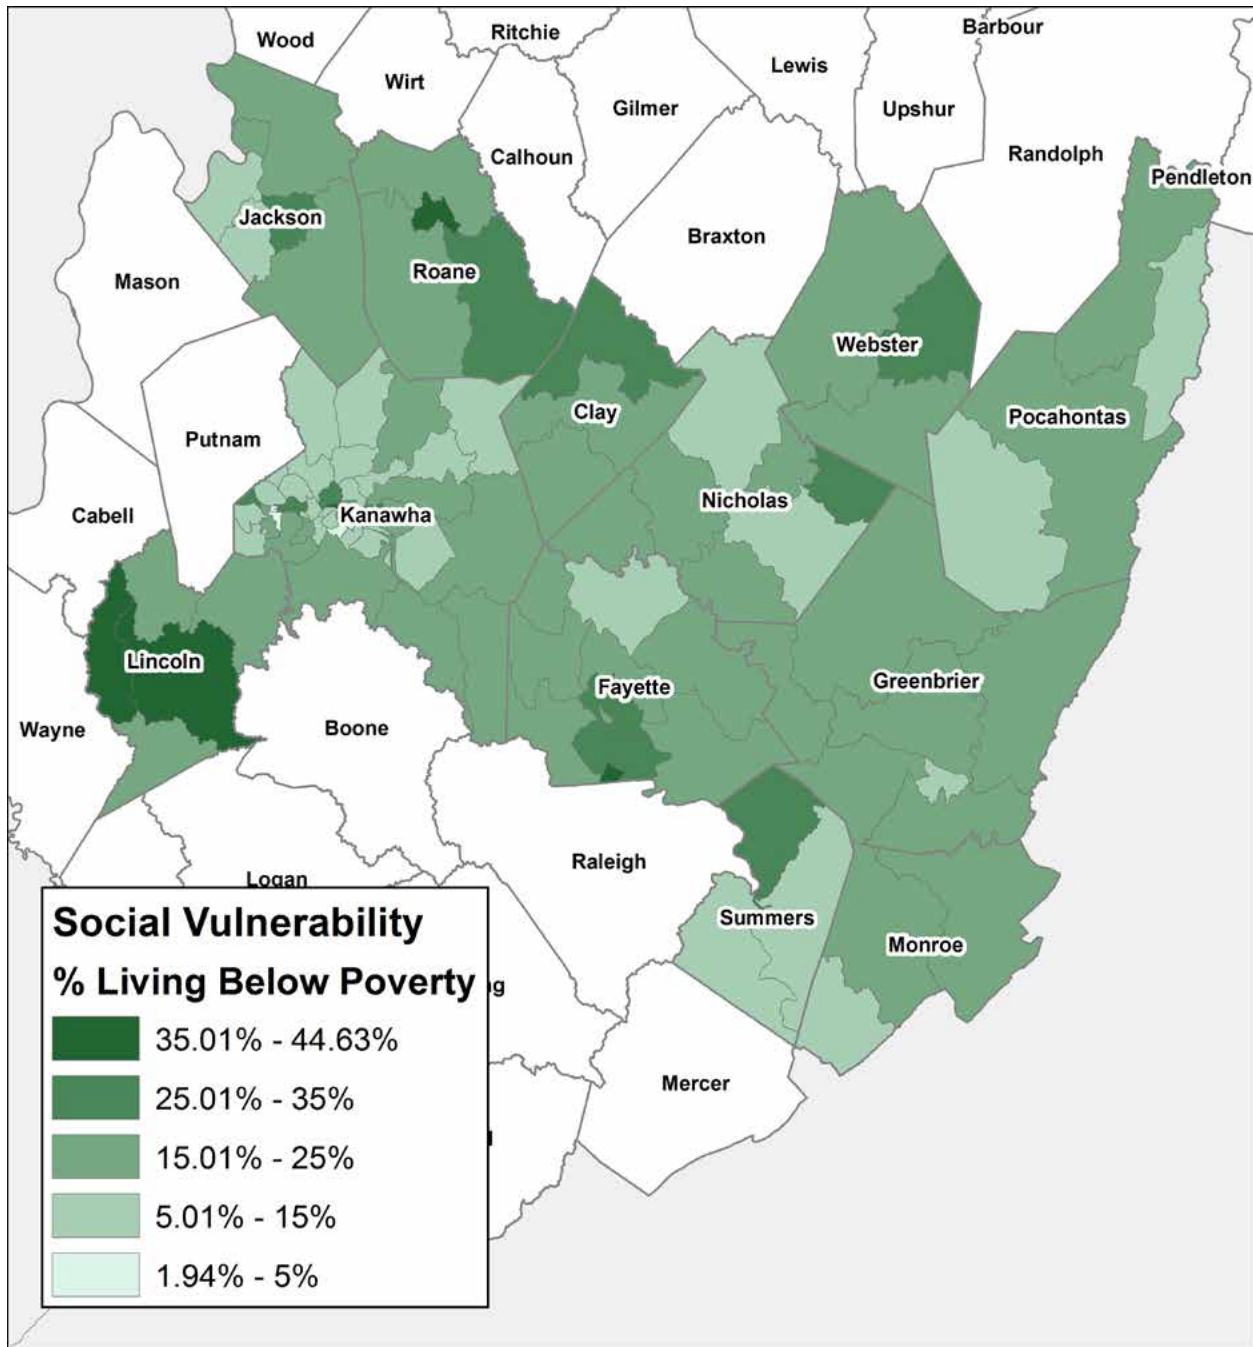 Wood
Ritchie
Barbour
Wirt
Lewis
Gilmer
Upshur
Calhoun
Randolph
Pendleton
Jackson
Braxton
Roane
Mason
Webster
Clay
Pocahontas
Putnam
Nicholas
Cabell
Kanawha
Lincoln
Fayette
Greenbrier
Wayne
Boone
Raleigh
Logan
Summers
Monroe
Mercer
Social Vulnerability
% Living Below Poverty
35.01% - 44.63%
25.01% - 35%
15.01% - 25%
5.01% - 15%
1.94% - 5%